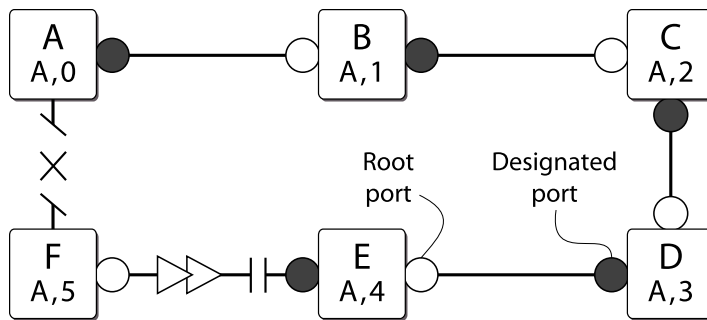 A
A,0
B
A,1
C
A,2
Root
port
Designated
port
F
A,5
E
A,4
D
A,3